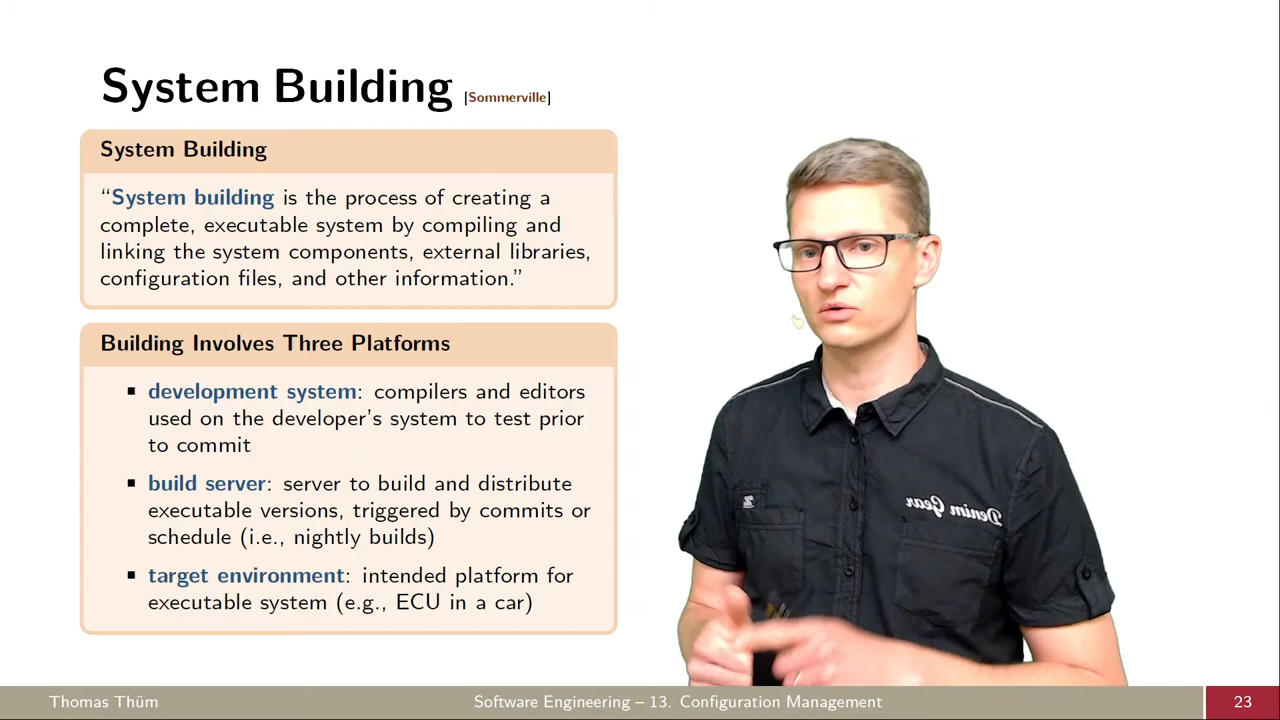 System Building [Sommerville]
System Building
“System building is the process of creating a
complete, executable system by compiling and
linking the system components, external libraries,
configuration files, and other information.”
Building Involves Three Platforms
▪ development system: compilers and editors
used on the developer’s system to test prior
to commit
▪ build server: server to build and distribute
executable versions, triggered by commits or
schedule (i.e., nightly builds)
▪ target environment: intended platform for
executable system (e.g., ECU in a car)
Denim Gear
Thomas Thüm
Software Engineering – 13. Configuration Management
23